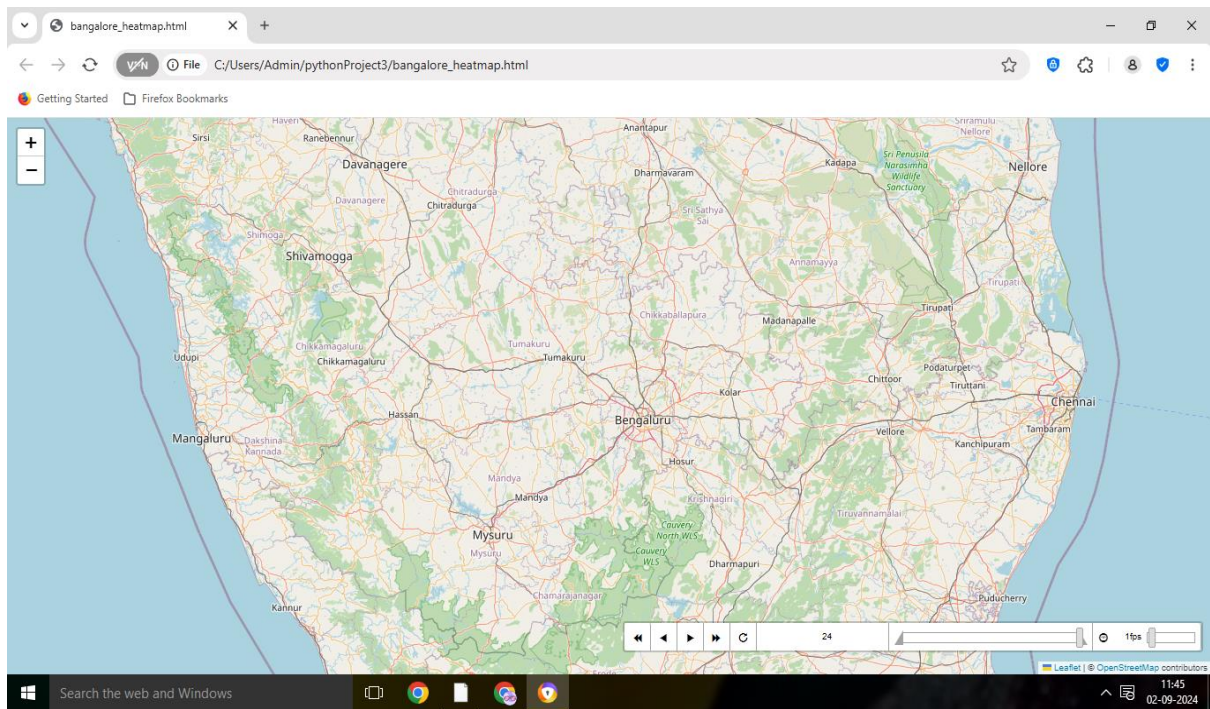 bangalore_heatmap.html
VPN File C:/Users/Admin/pythonProject3/bangalore_heatmap.html
Getting Started Firefox Bookmarks
+
−
Haveri
Sirsi
Ranebennur
Anantapur
Sriramulu
Nellore
Davanagere
Dharmavaram
Kadapa
Sri Penusila
Narasimha
Wildlife
Sanctuary
Nellore
Chitradurga
Davanagere
Chitradurga
Sri Sathya
Sai
Shimoga
Shivamogga
Annamayya
Tirupati
Tirupati
Chikkaballapura
Madanapalle
Chikkamagaluru
Tumakuru
Udupi
Chikkamagaluru
Tumakuru
Podaturpet
Chittoor
Tiruttani
Kolar
Chennai
Hassan
Bengaluru
Tambaram
Vellore
Mangaluru
Dakshina
Kannada
Kanchipuram
Hosur
Mandya
Mandya
Krishnagiri
Tiruvannamalai
Cauvery
North WLS
Mysuru
Mysuru
Cauvery
WLS
Dharmapuri
Chamarajanagar
Puducherry
Kannur
24
1fps
Erode
Leaflet | © OpenStreetMap contributors
Search the web and Windows
11:45
02-09-2024